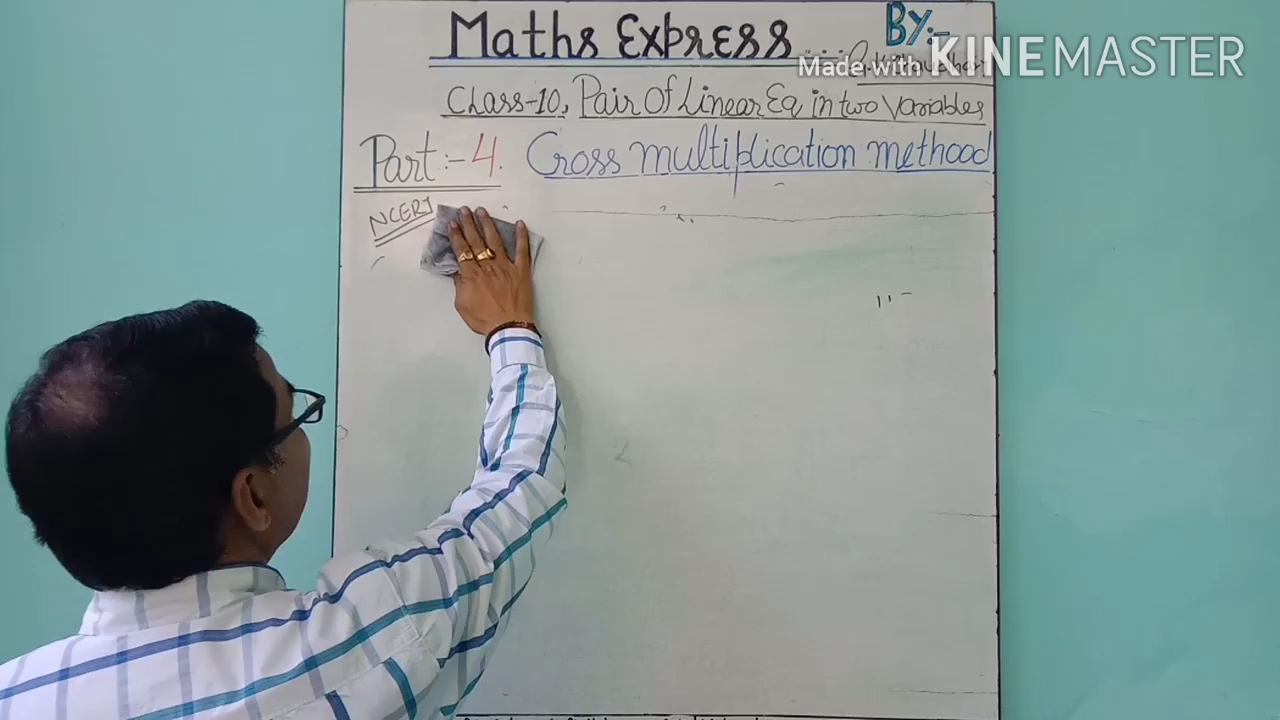 Maths Express
BY:-
Made with KINEMASTER
Class-10, Pair Of Linear Eq in two Variables
Part:-4. Cross multiplication methood
NCERT